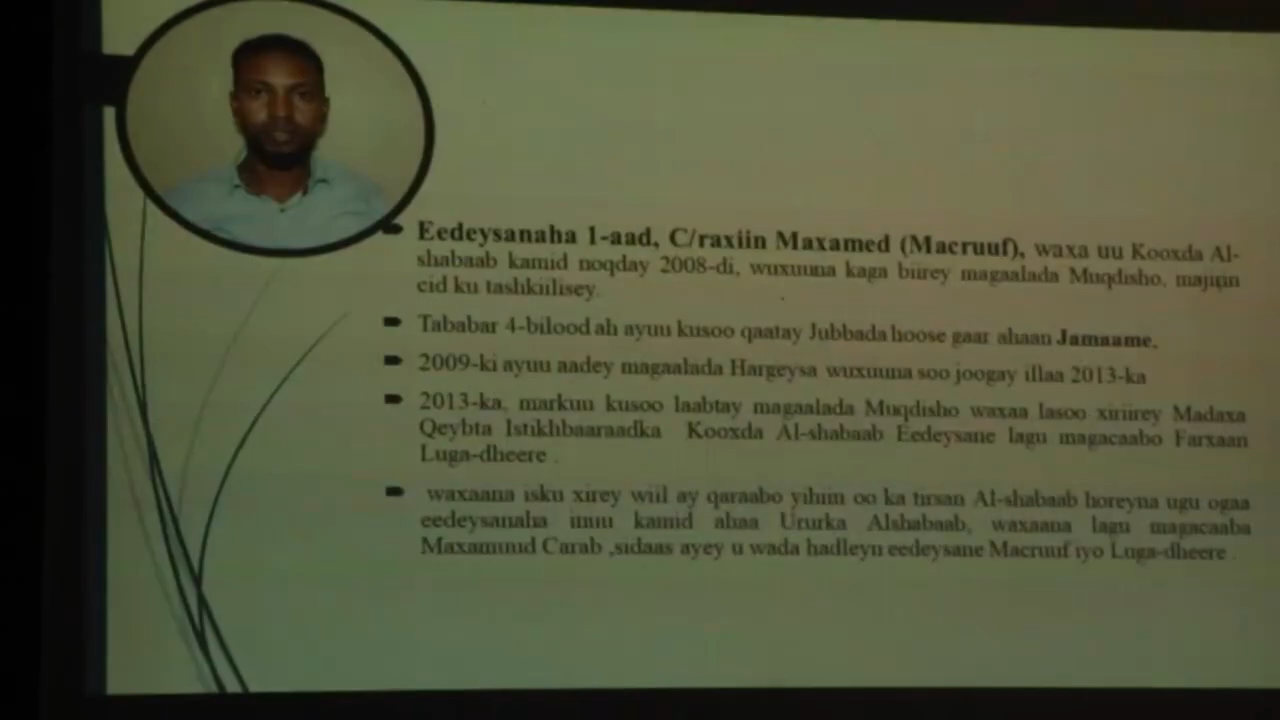 Eedeysanaha 1-aad, C/raxiin Maxamed (Macruuf), waxa uu Kooxda Al-
shabaab kamid noqday 2008-di, wuxuuna kaga biirey magaalada Muqdisho, majirin
cid ku tashkiilisey.
Tababar 4-bilood ah ayuu kusoo qaatay Jubbada hoose gaar ahaan Jamaame.
2009-ki ayuu aadey magaalada Hargeysa wuxuuna soo joogay illaa 2013-ka
2013-ka, markuu kusoo laabtay magaalada Muqdisho waxaa lasoo xiriirey Madaxa
Qeybta Istikhbaaraadka Kooxda Al-shabaab Eedeysane lagu magacaabo Farxaan
Luga-dheere .
waxaana isku xirey wiil ay qaraabo yihiin oo ka tirsan Al-shabaab horeyna ugu ogaa
eedeysanaha inuu kamid ahaa Ururka Alshabaab, waxaana lagu magacaaba
Maxamuud Carab ,sidaas ayey u wada hadleyn eedeysane Macruuf iyo Luga-dheere .